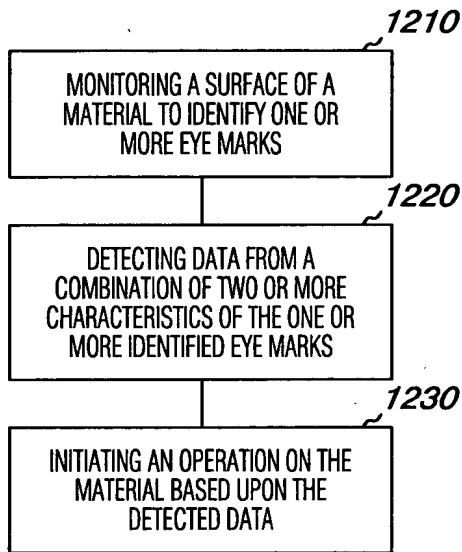 1210
MONITORING A SURFACE OF A
MATERIAL TO IDENTIFY ONE OR
MORE EYE MARKS
1220
DETECTING DATA FROM A
COMBINATION OF TWO OR MORE
CHARACTERISTICS OF THE ONE OR
MORE IDENTIFIED EYE MARKS
1230
INITIATING AN OPERATION ON THE
MATERIAL BASED UPON THE
DETECTED DATA